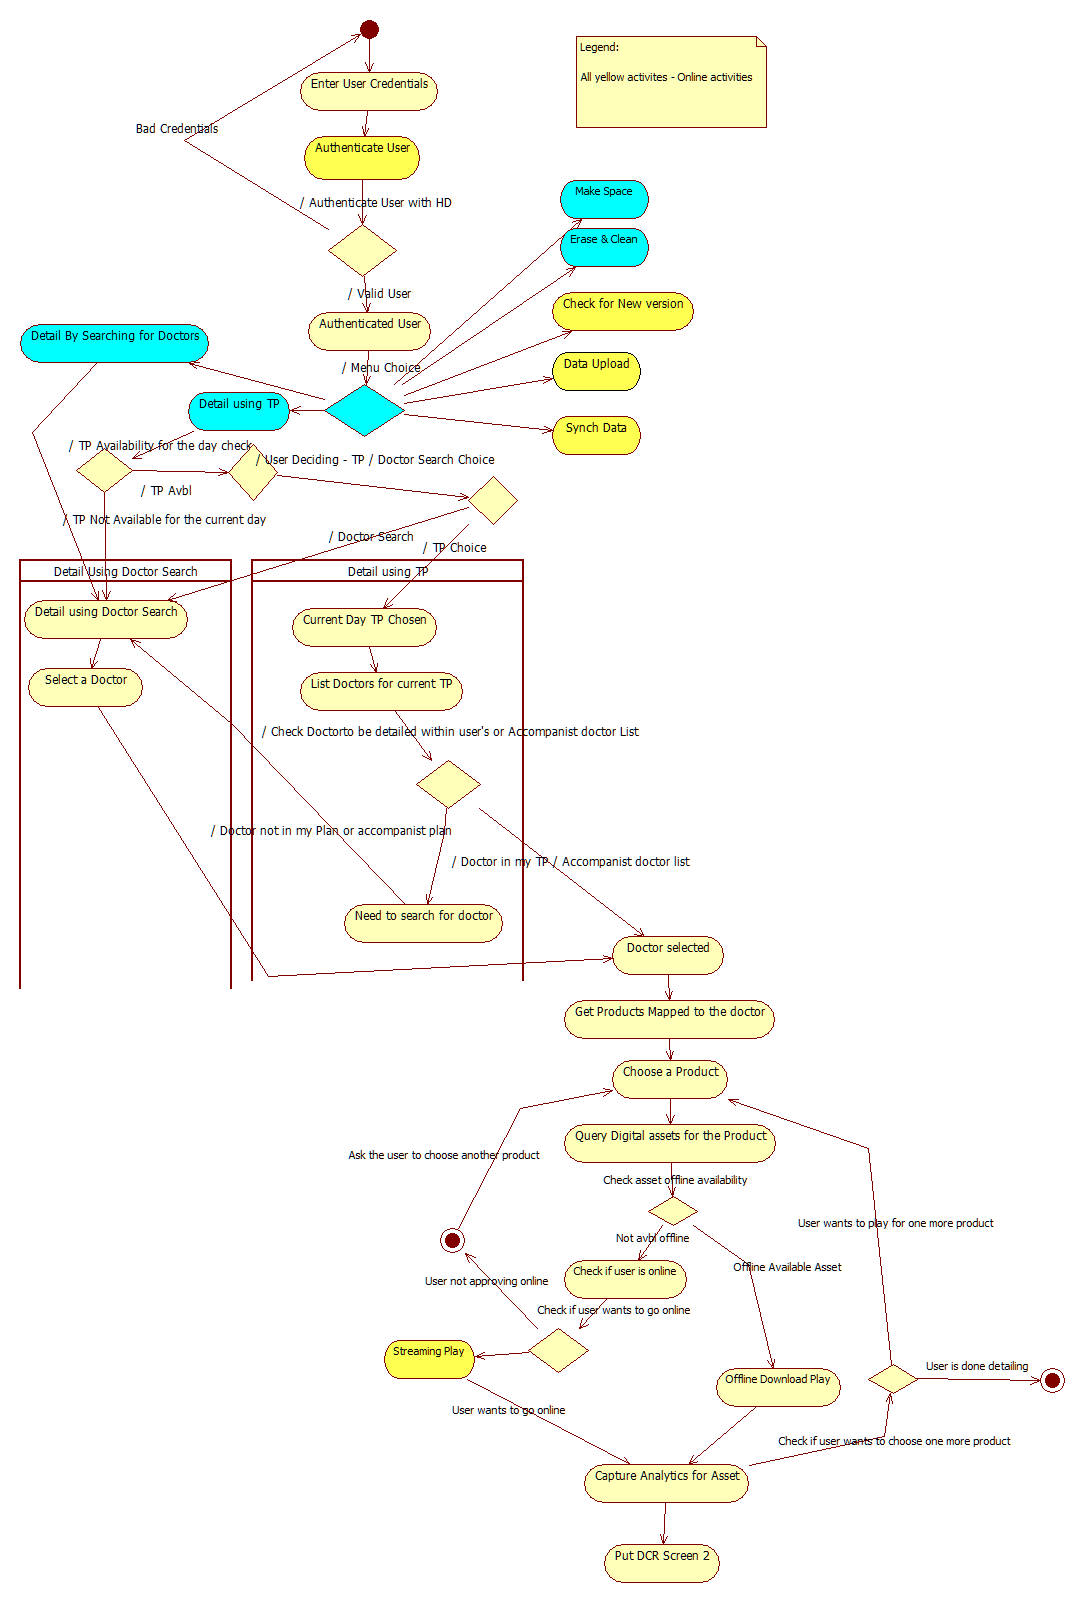 Legend:
All yellow activites - Online activities
Enter User Credentials
Bad Credentials
Authenticate User
/ Authenticate User with HD
Make Space
Erase & Clean
/ Valid User
Check for New version
Authenticated User
Detail By Searching for Doctors
/ Menu Choice
Data Upload
Detail using TP
Synch Data
/ TP Availability for the day check
/ User Deciding - TP / Doctor Search Choice
/ TP Avbl
/ TP Not Available for the current day
/ Doctor Search
/ TP Choice
Detail Using Doctor Search
Detail using TP
Detail using Doctor Search
Current Day TP Chosen
Select a Doctor
List Doctors for current TP
/ Check Doctorto be detailed within user's or Accompanist doctor List
/ Doctor not in my Plan or accompanist plan
/ Doctor in my TP / Accompanist doctor list
Need to search for doctor
Doctor selected
Get Products Mapped to the doctor
Choose a Product
Query Digital assets for the Product
Ask the user to choose another product
Check asset offline availability
User wants to play for one more product
Not avbl offline
Offline Available Asset
Check if user is online
User not approving online
Check if user wants to go online
Streaming Play
User is done detailing
Offline Download Play
User wants to go online
Check if user wants to choose one more product
Capture Analytics for Asset
Put DCR Screen 2